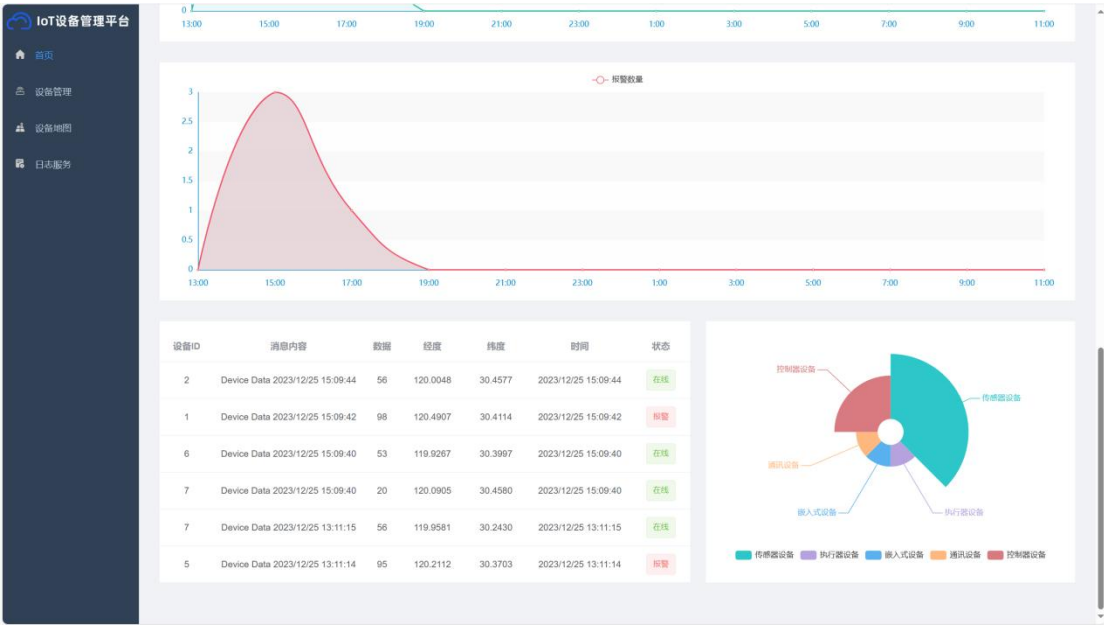 IoT设备管理平台
首页
设备管理
设备地图
日志服务
0
13:00 15:00 17:00 19:00 21:00 23:00 1:00 3:00 5:00 7:00 9:00 11:00
报警数量
3
2.5
2
1.5
1
0.5
0
13:00 15:00 17:00 19:00 21:00 23:00 1:00 3:00 5:00 7:00 9:00 11:00
设备ID 消息内容 数据 经度 纬度 时间 状态
2 Device Data 2023/12/25 15:09:44 56 120.0048 30.4577 2023/12/25 15:09:44 在线
1 Device Data 2023/12/25 15:09:42 98 120.4907 30.4114 2023/12/25 15:09:42 报警
6 Device Data 2023/12/25 15:09:40 53 119.9267 30.3997 2023/12/25 15:09:40 在线
7 Device Data 2023/12/25 15:09:40 20 120.0905 30.4580 2023/12/25 15:09:40 在线
7 Device Data 2023/12/25 13:11:15 56 119.9581 30.2430 2023/12/25 13:11:15 在线
5 Device Data 2023/12/25 13:11:14 95 120.2112 30.3703 2023/12/25 13:11:14 报警
控制器设备
传感器设备
通讯设备
嵌入式设备 执行器设备
传感器设备 执行器设备 嵌入式设备 通讯设备 控制器设备